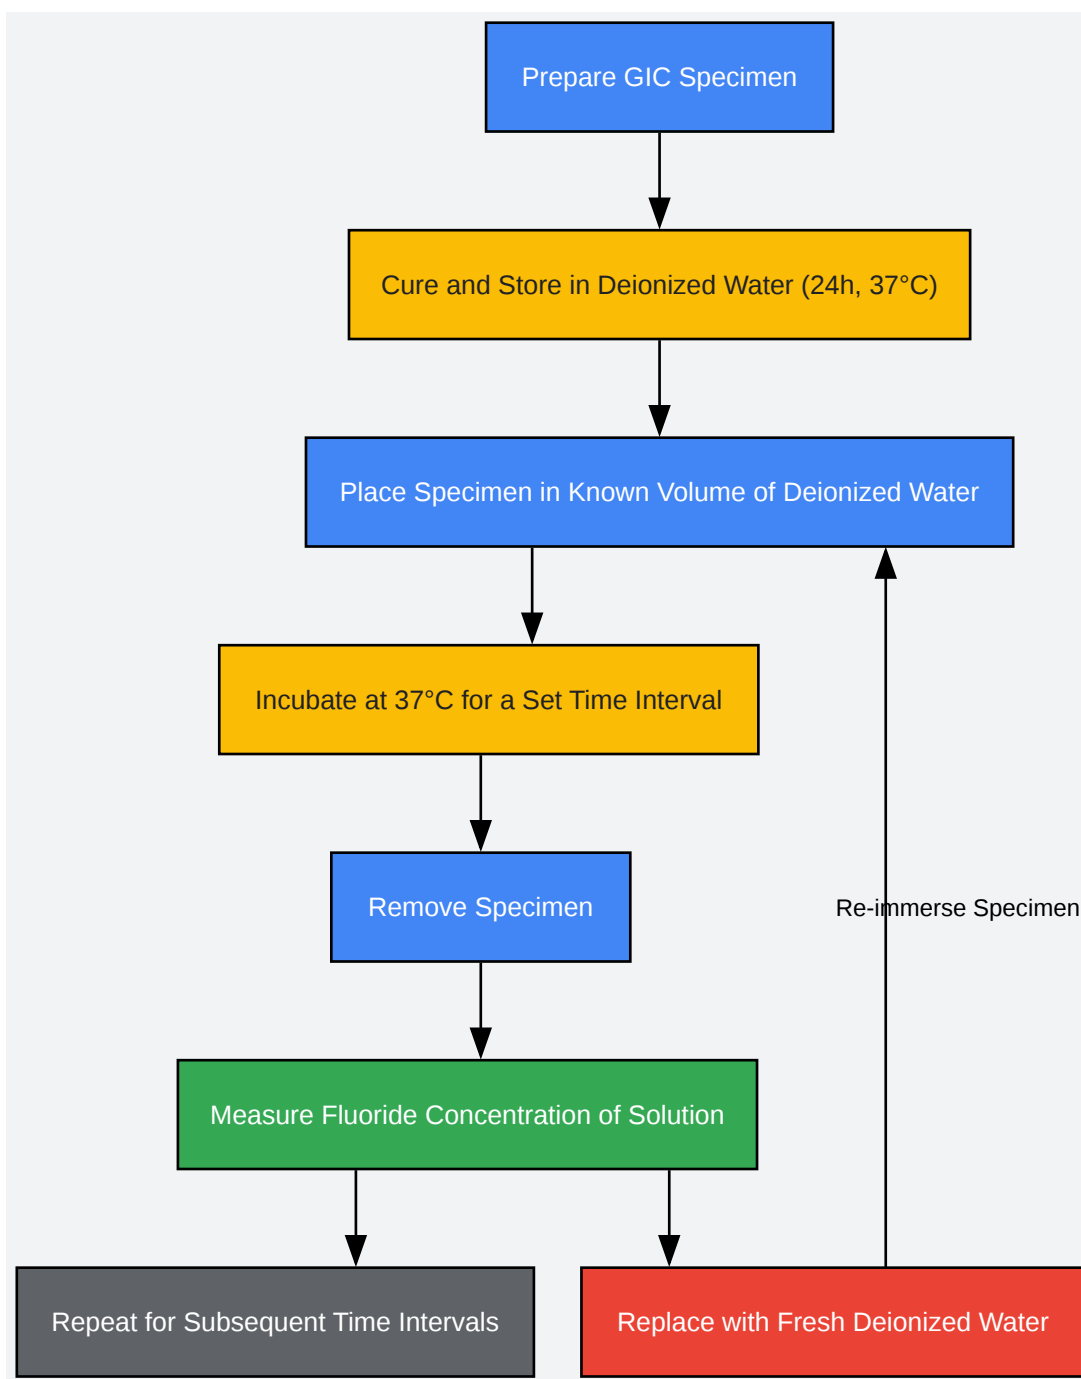 Prepare GIC Specimen
Cure and Store in Deionized Water (24h, 37°C)
Place Specimen in Known Volume of Deionized Water
Incubate at 37°C for a Set Time Interval
Remove Specimen
Re-immerse Specimen
Measure Fluoride Concentration of Solution
Repeat for Subsequent Time Intervals
Replace with Fresh Deionized Water